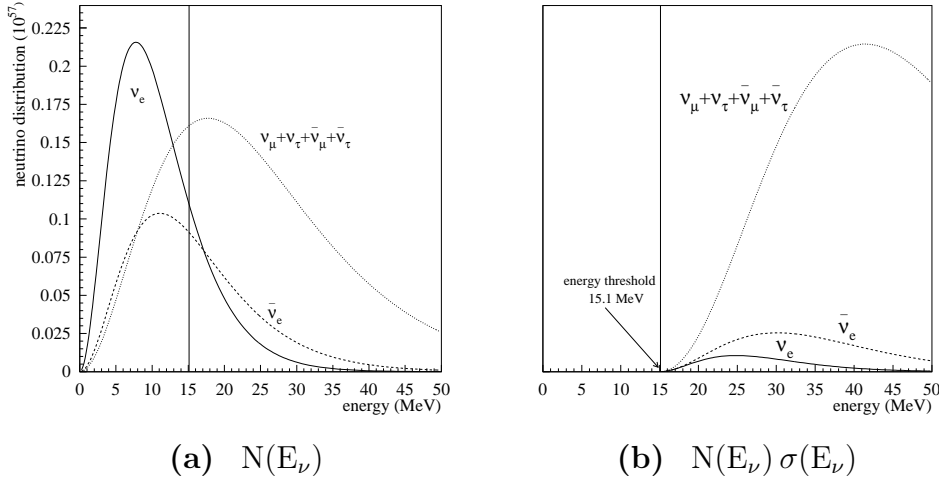 neutrino distribution (10^57)
0.225
0.2
0.175
0.15
0.125
0.1
0.075
0.05
0.025
0
ν_e
ν_μ+ν_τ+ν̄_μ+ν̄_τ
ν̄_e
0 5 10 15 20 25 30 35 40 45 50
energy (MeV)
(a) N(E_ν)
ν_μ+ν_τ+ν̄_μ+ν̄_τ
energy threshold
15.1 MeV
ν̄_e
ν_e
0 5 10 15 20 25 30 35 40 45 50
energy (MeV)
(b) N(E_ν) σ(E_ν)